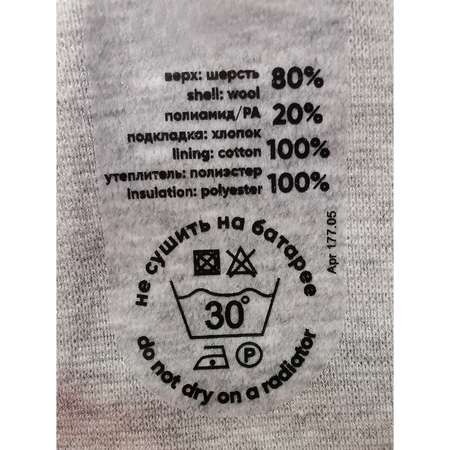 верх: шерсть 80%
shell: wool
полиамид/PA 20%
подкладка: хлопок
lining: cotton 100%
утеплитель: полиэстер
insulation: polyester 100%
не сушить на батарее
30°
P
do not dry on a radiator
Арт 177.05